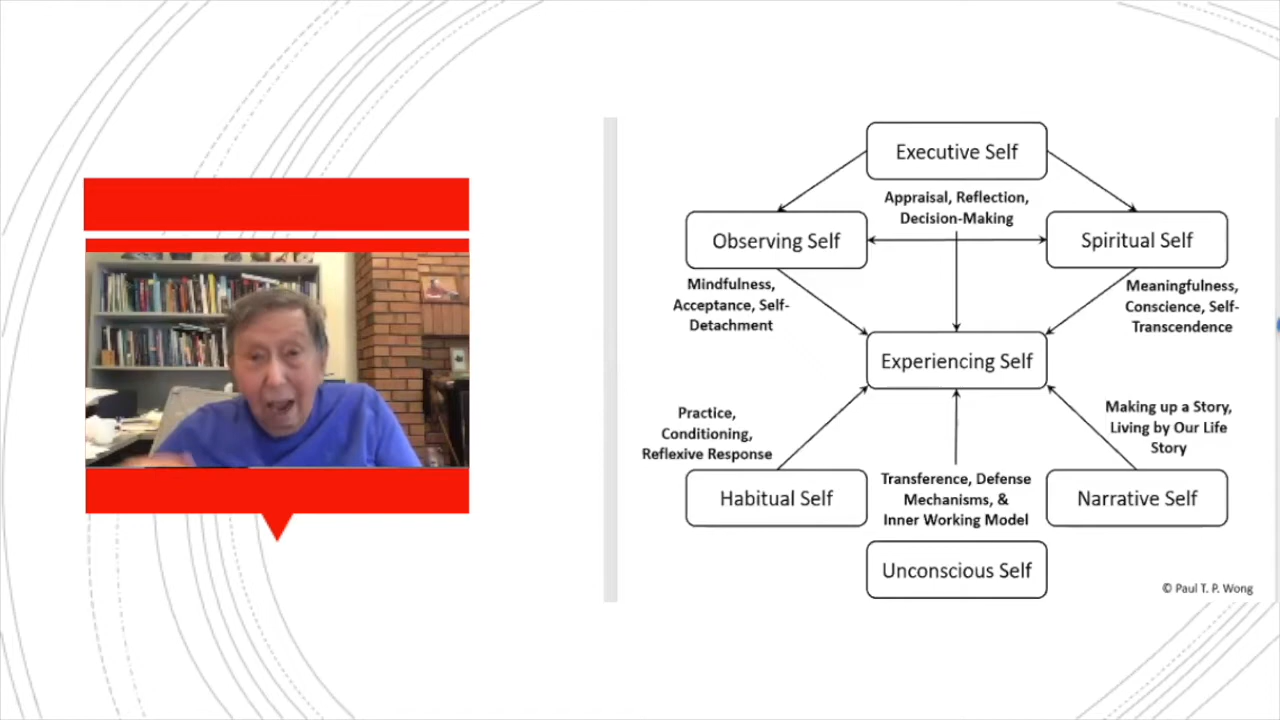 Executive Self
Appraisal, Reflection,
Decision-Making
Observing Self
Spiritual Self
Mindfulness,
Acceptance, Self-
Detachment
Meaningfulness,
Conscience, Self-
Transcendence
Experiencing Self
Practice,
Conditioning,
Reflexive Response
Making up a Story,
Living by Our Life
Story
Habitual Self
Transference, Defense
Mechanisms, &
Inner Working Model
Narrative Self
Unconscious Self
© Paul T. P. Wong